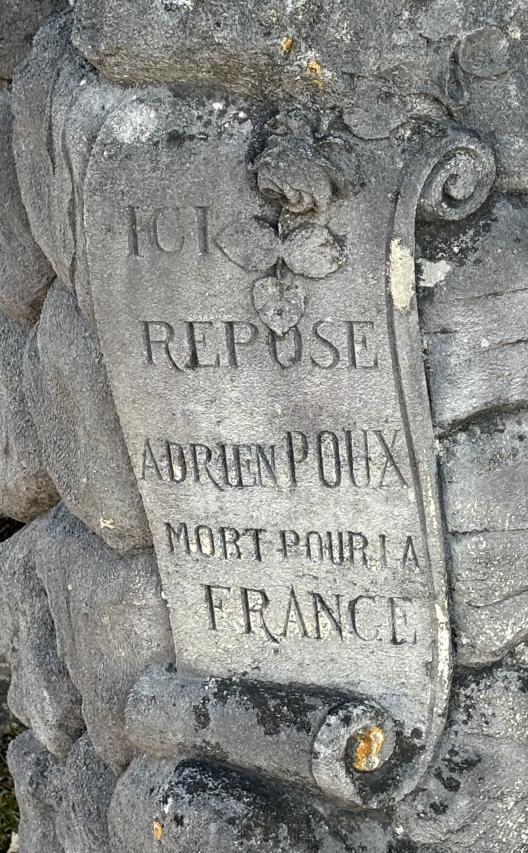 ICI
REPOSE
ADRIEN POUX
MORT POUR LA
FRANCE